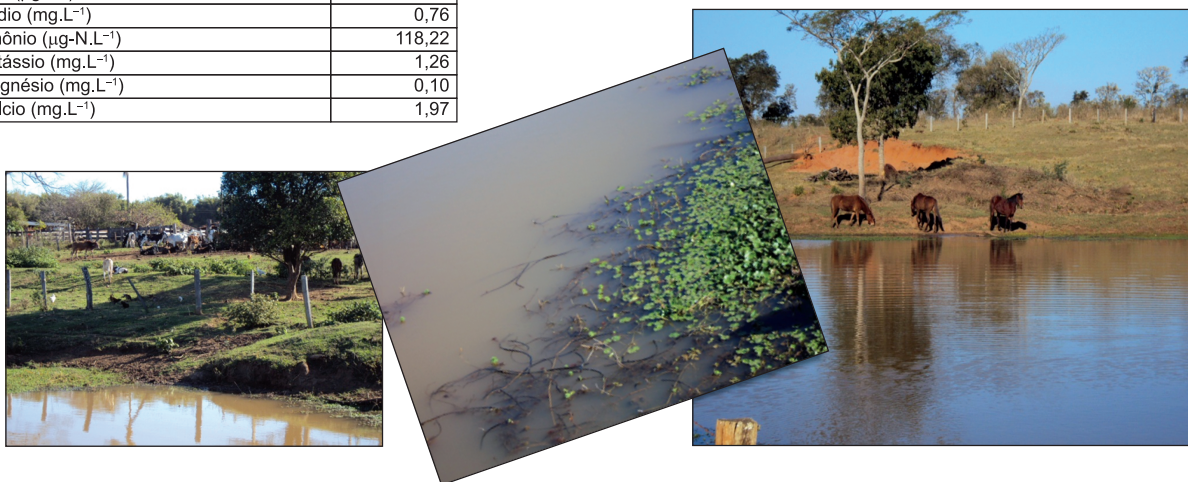 dio (mg.L⁻¹) 0,76
ônio (µg-N.L⁻¹) 118,22
tássio (mg.L⁻¹) 1,26
gnésio (mg.L⁻¹) 0,10
lcio (mg.L⁻¹) 1,97